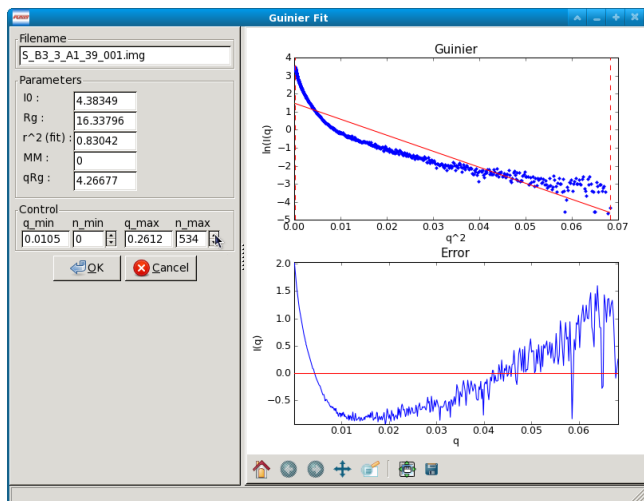 Guinier Fit
Filename
S_B3_3_A1_39_001.img
Parameters
I0 : 4.38349
Rg : 16.33796
r^2 (fit) : 0.83042
MM : 0
qRg : 4.26677
Control
q_min n_min q_max n_max
0.0105 0 0.2612 534
OK Cancel
Guinier
ln(I(q)
4
3
2
1
0
−1
−2
−3
−4
−5
0.00 0.01 0.02 0.03 0.04 0.05 0.06 0.07
q^2
Error
I(q)
2.0
1.5
1.0
0.5
0.0
−0.5
0.01 0.02 0.03 0.04 0.05 0.06
q